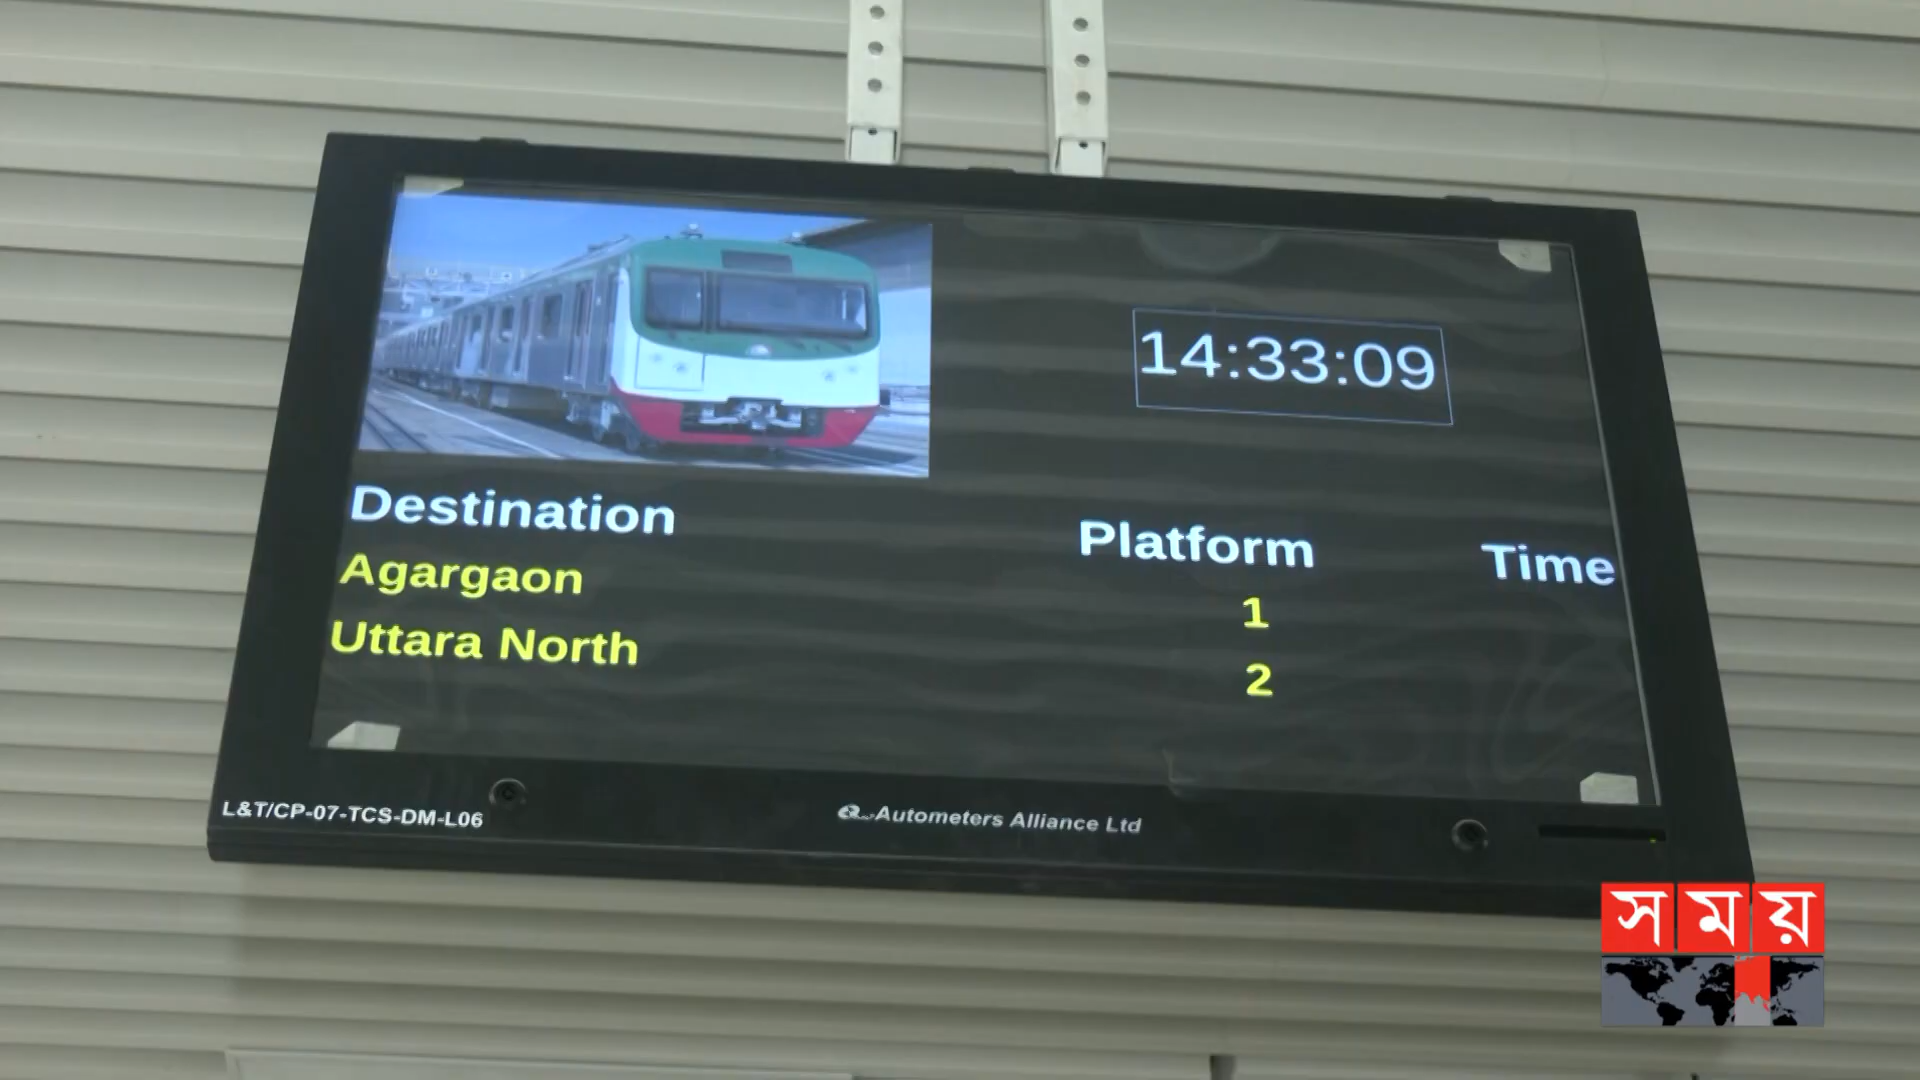 14:33:09
Destination Platform Time
Agargaon 1
Uttara North 2
L&T/CP-07-TCS-DM-L06
Autometers Alliance Ltd
সময়